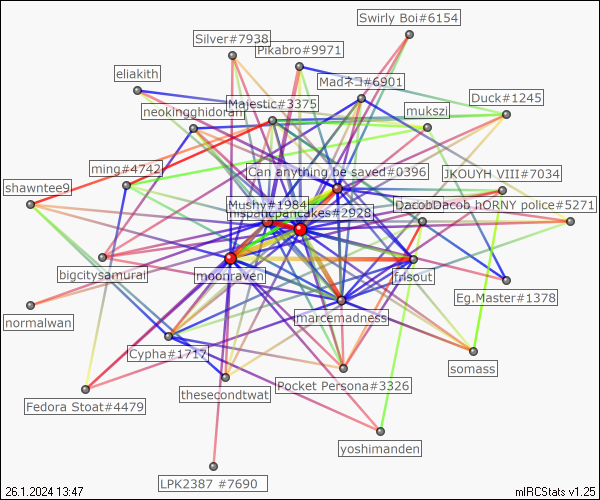 Swirly Boi#6154
Silver#7938
Pikabro#9971
eliakith
Madネコ#6901
Duck#1245
Majestic#3375
neokingghidorah
mukszi
ming#4742
Can anything be saved#0396
JKOUYH VIII#7034
shawntee9
Mushy#1984
DacobDacob hORNY police#5271
hispanicpancakes#2928
bigcitysamurai
moonraven
frisout
Eg.Master#1378
normalwan
marcemadness
Cypha#1717
somass
Pocket Persona#3326
thesecondtwat
Fedora Stoat#4479
yoshimanden
LPK2387 #7690
26.1.2024 13:47
mIRCStats v1.25